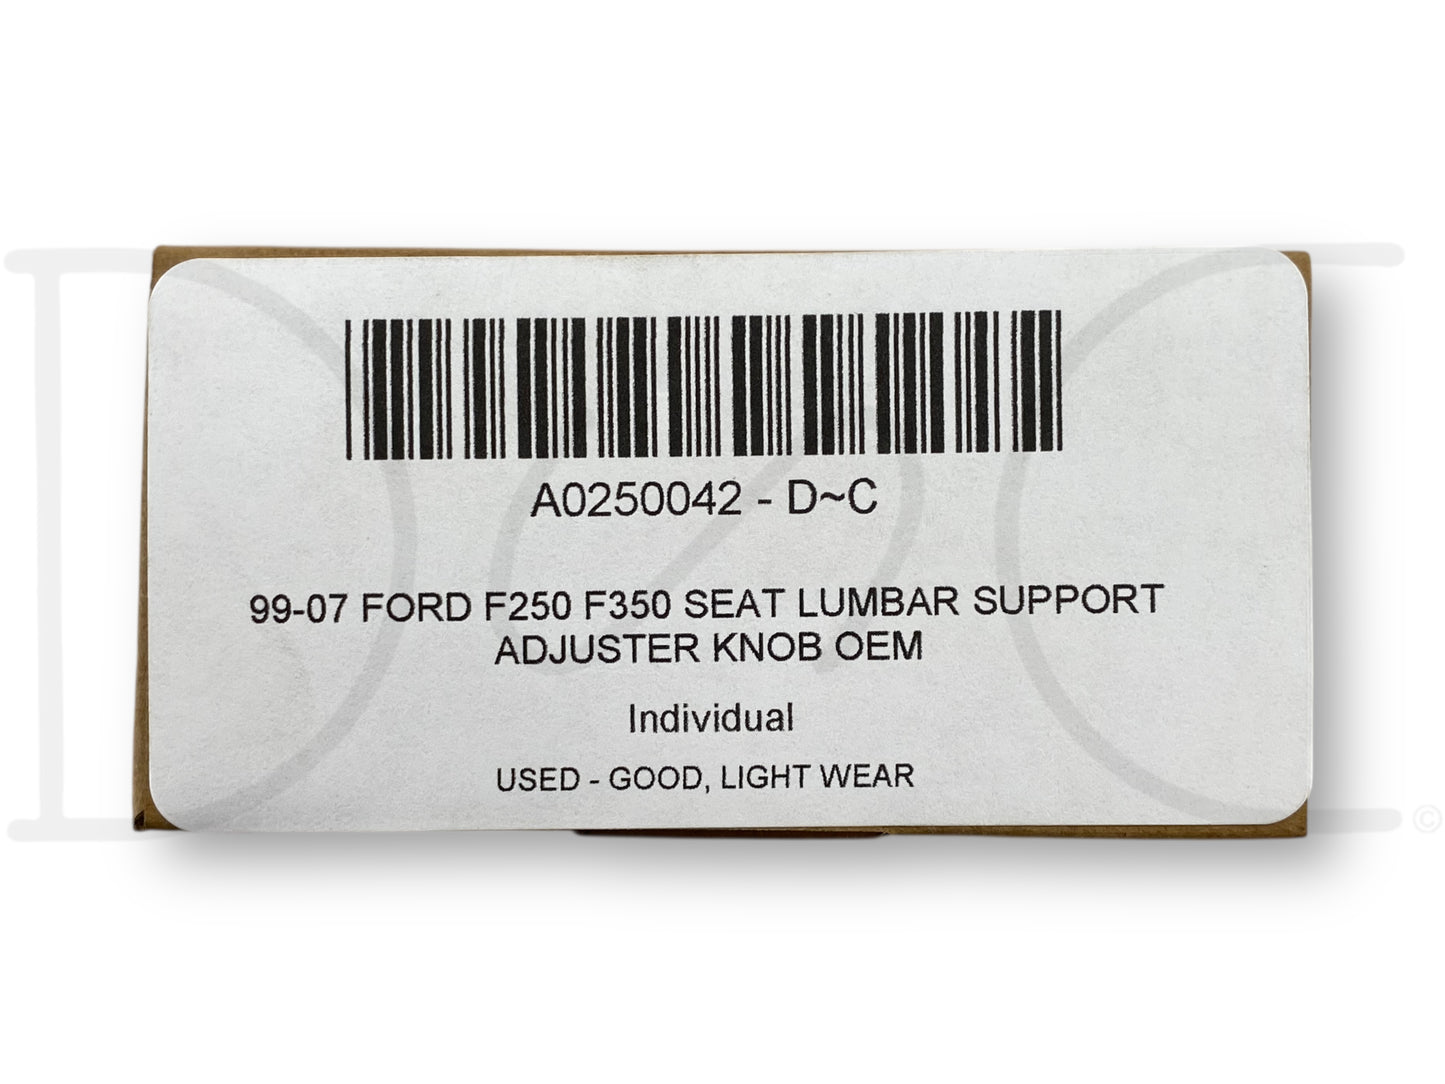 A0250042 - D~C
99-07 FORD F250 F350 SEAT LUMBAR SUPPORT
ADJUSTER KNOB OEM
Individual
USED - GOOD, LIGHT WEAR
©